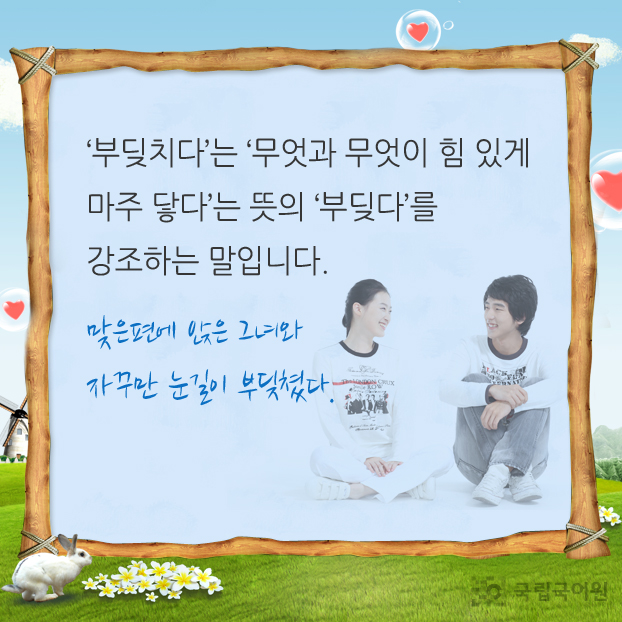 ‘부딪치다’는 ‘무엇과 무엇이 힘 있게
마주 닿다’는 뜻의 ‘부딪다’를
강조하는 말입니다.
맞은편에 앉은 그녀와
자꾸만 눈길이 부딪쳤다.
국립국어원